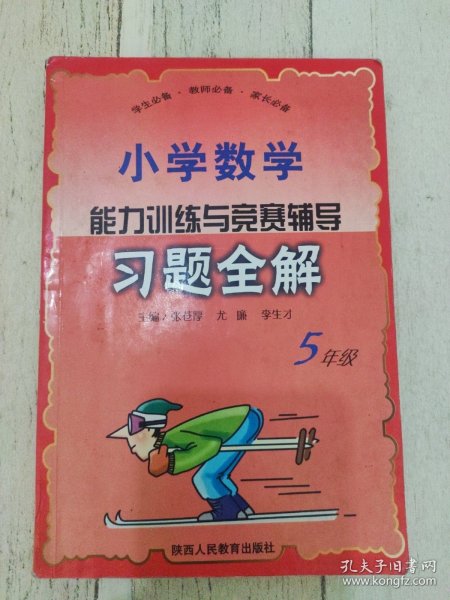 学生必备·教师必备·家长必备
小学数学
能力训练与竞赛辅导
习题全解
主编/张苍厚 尤廉 李生才
5年级
陕西人民教育出版社
孔夫子旧书网
www.kongfz.com